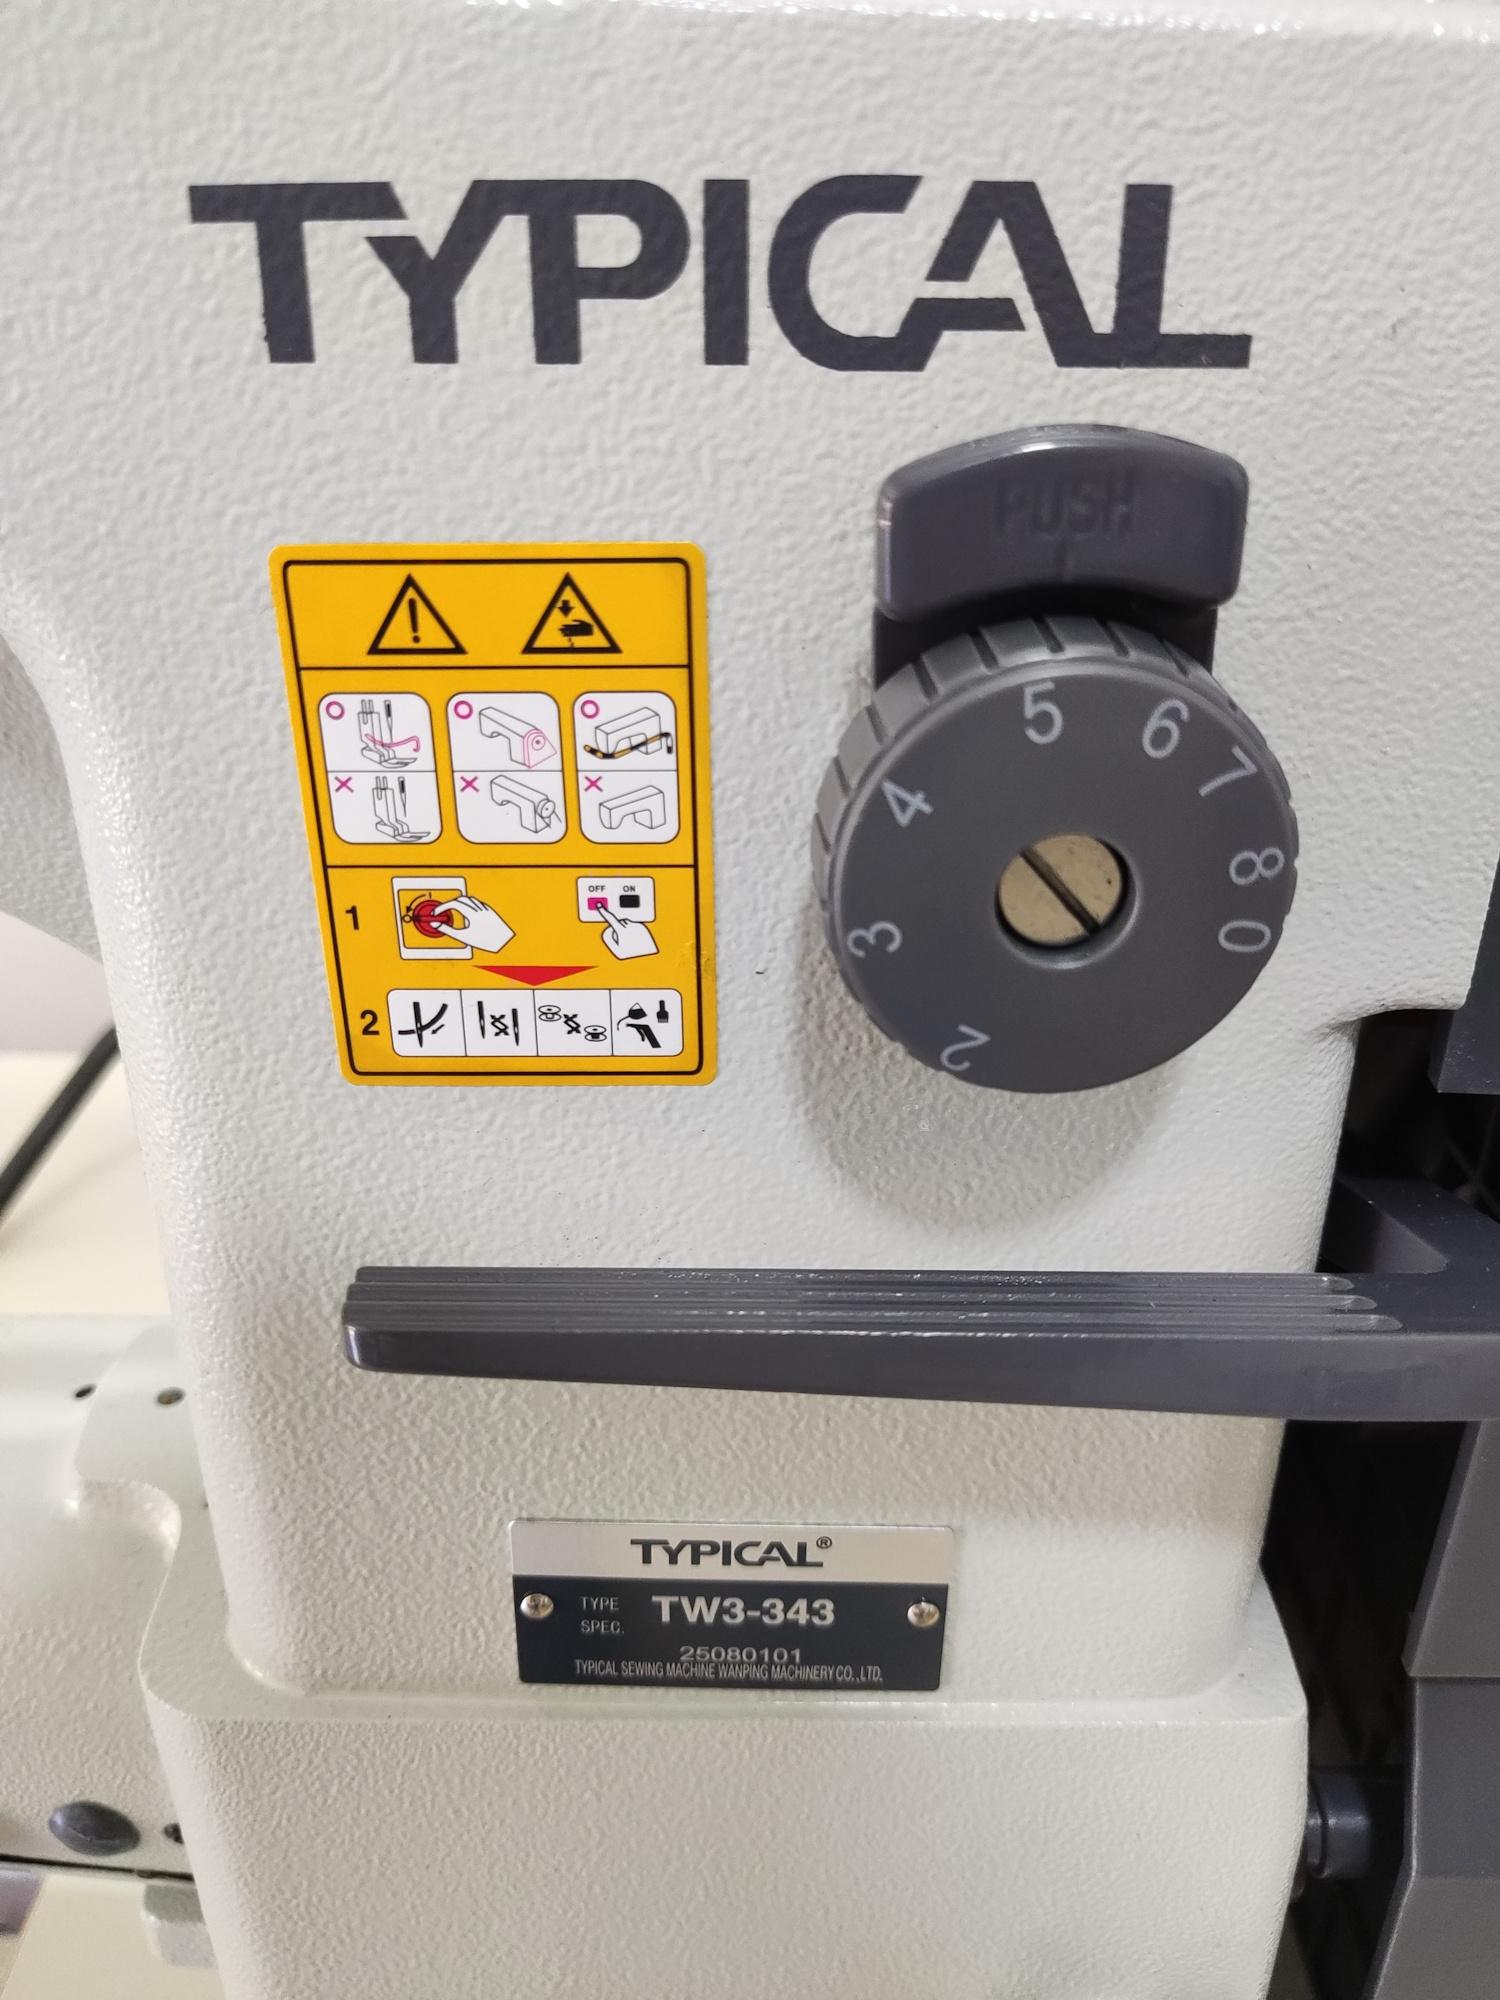 TYPICAL
PUSH
5
6
7
4
8
3
0
2
OFF ON
1
2
TYPICAL®
TYPE TW3-343
SPEC.
25080101
TYPICAL SEWING MACHINE WANPING MACHINERY CO.,LTD.